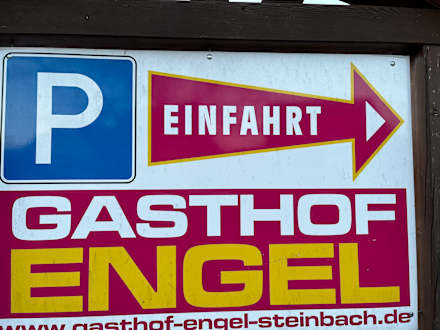 P
EINFAHRT
GASTHOF
ENGEL
www.gasthof-engel-steinbach.de